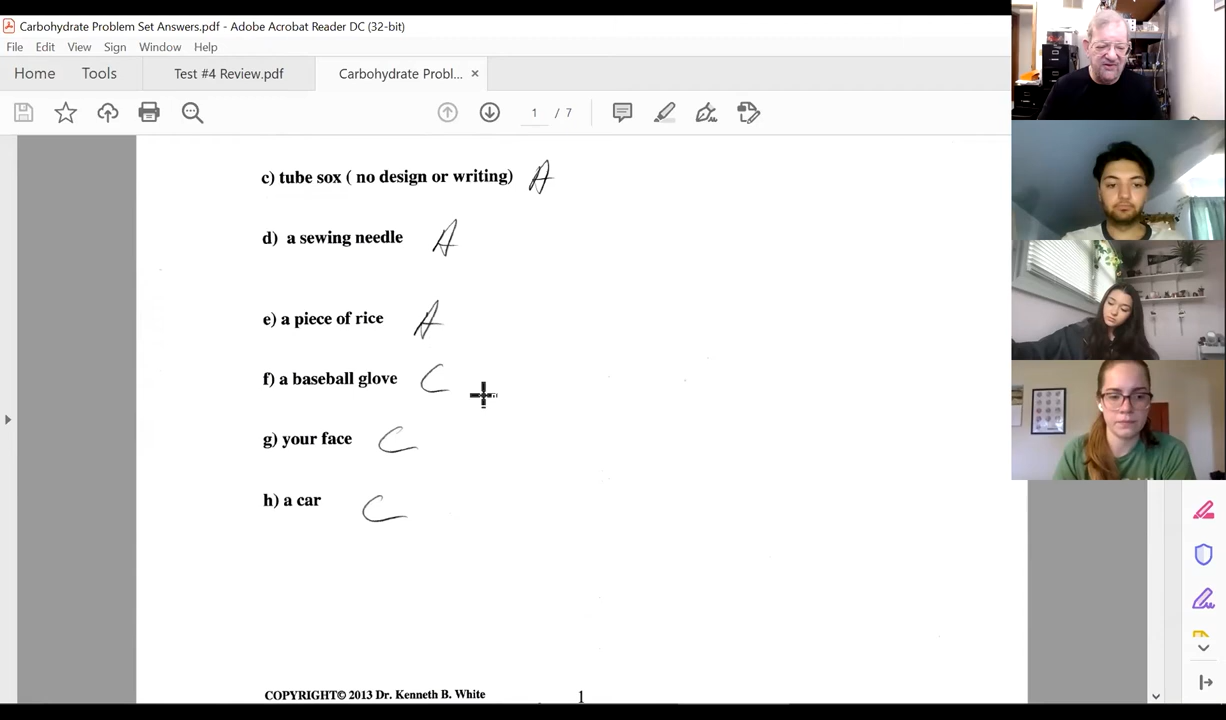 Carbohydrate Problem Set Answers.pdf - Adobe Acrobat Reader DC (32-bit)
File Edit View Sign Window Help
Home Tools Test #4 Review.pdf Carbohydrate Probl... ×
1 / 7
c) tube sox ( no design or writing) A
d) a sewing needle A
e) a piece of rice A
f) a baseball glove C
g) your face C
h) a car C
COPYRIGHT© 2013 Dr. Kenneth B. White 1